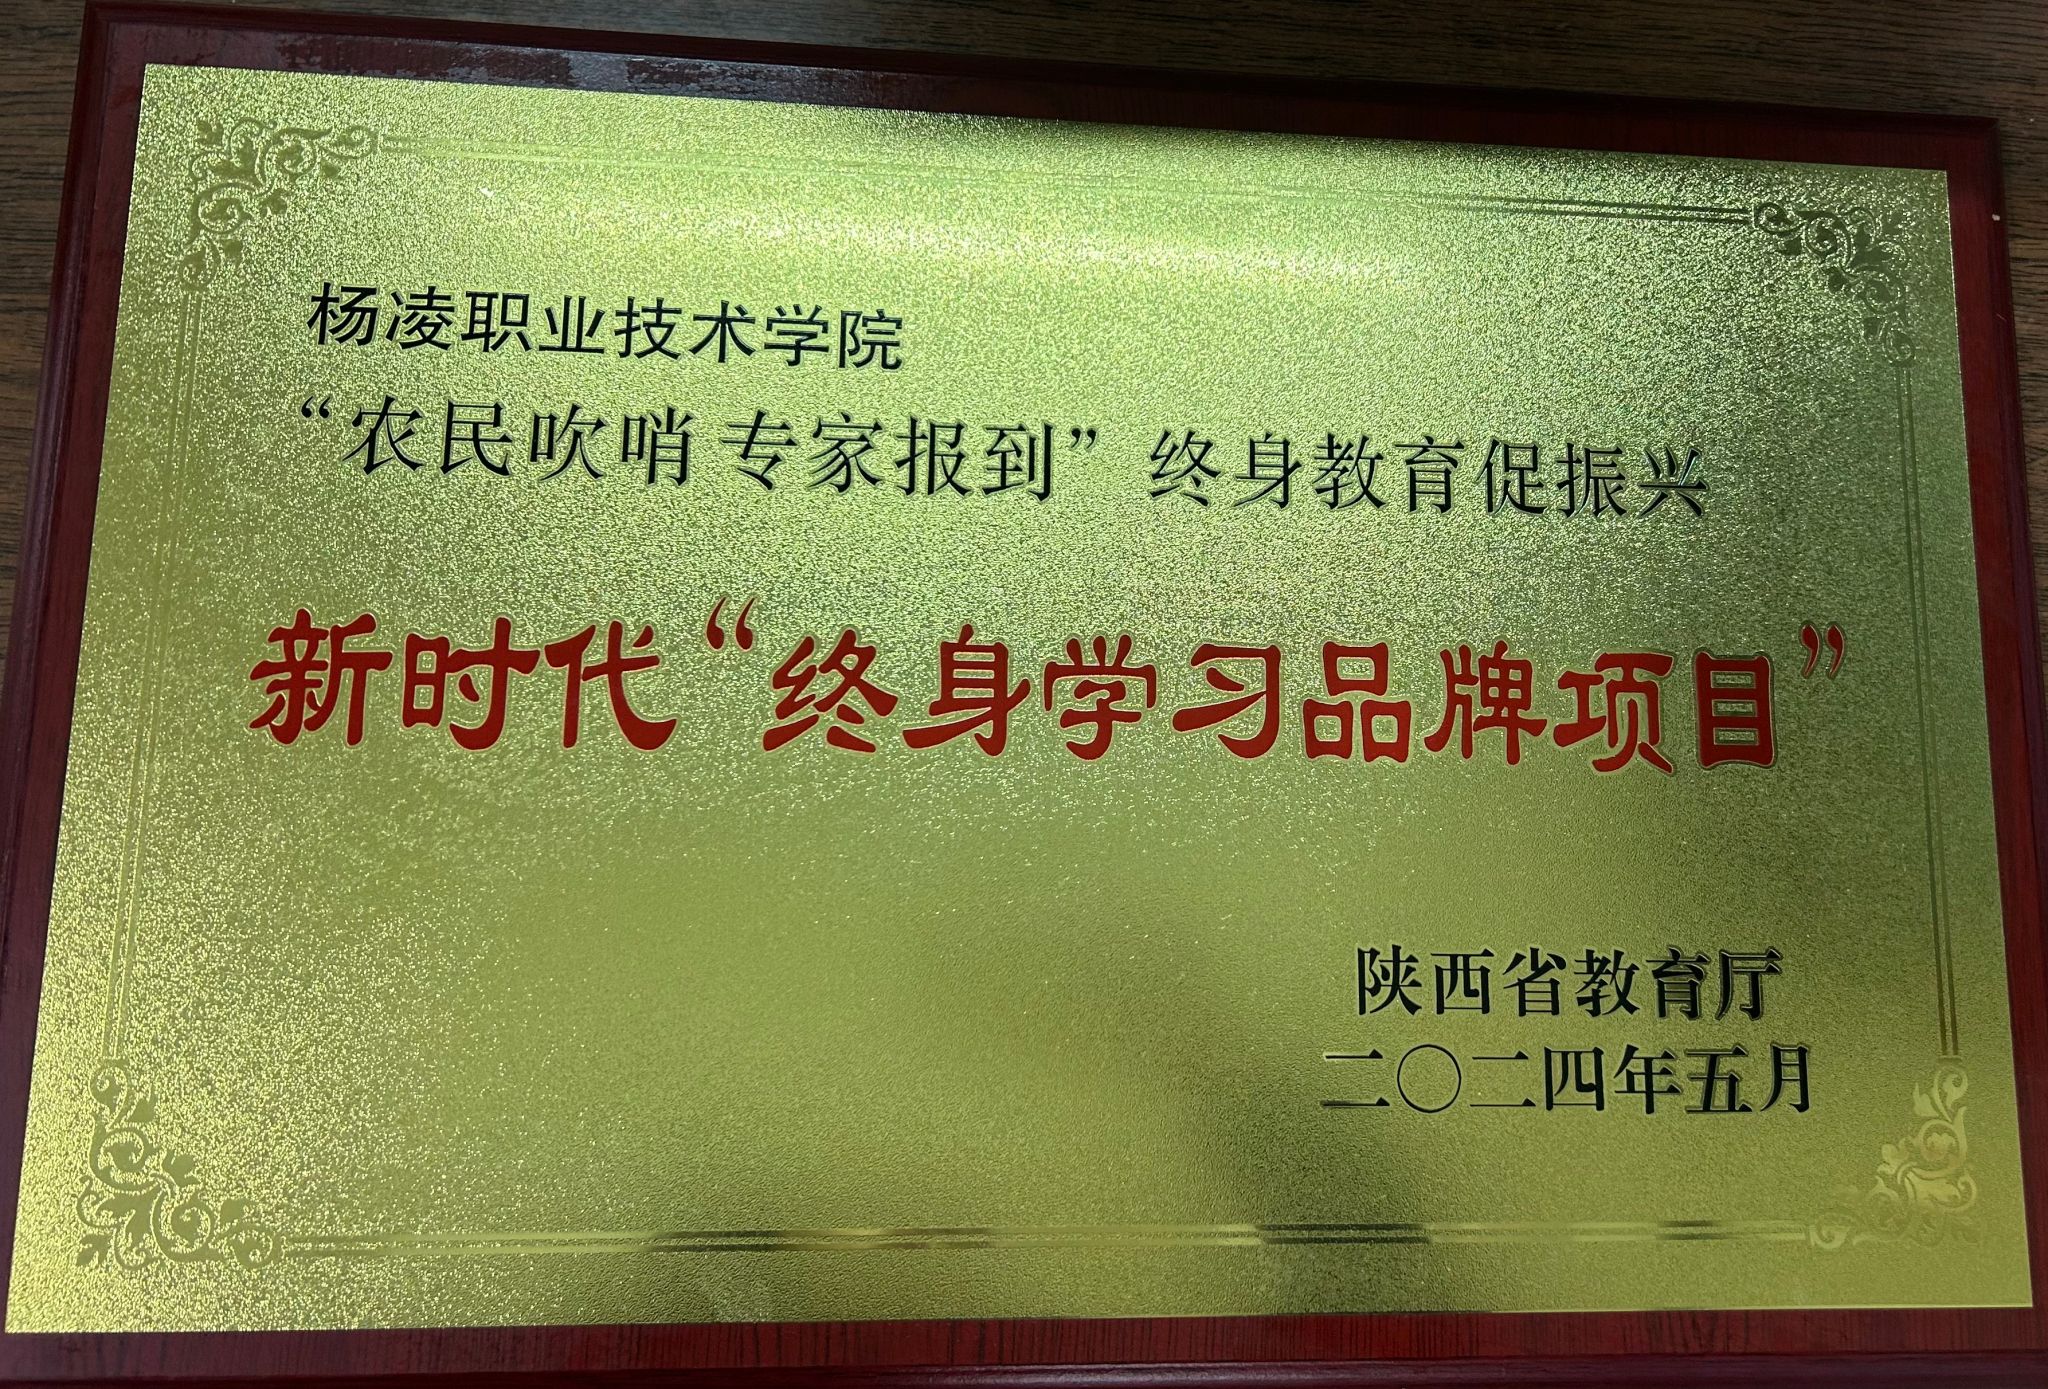 杨凌职业技术学院
“农民吹哨 专家报到”终身教育促振兴
新时代“终身学习品牌项目”
陕西省教育厅
二〇二四年五月